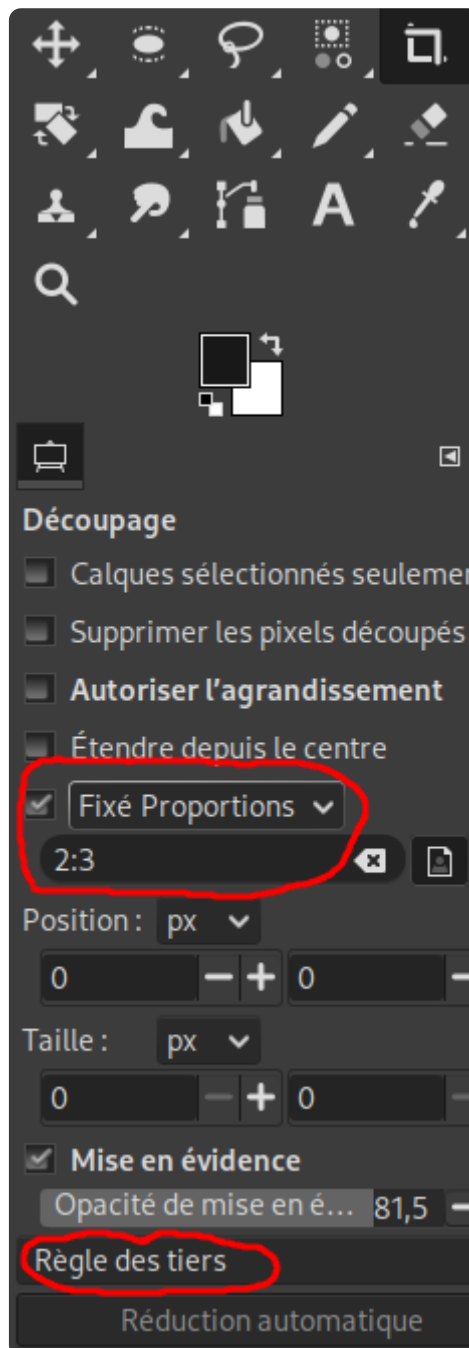 Découpage
Calques sélectionnés seulemen
Supprimer les pixels découpés
Autoriser l’agrandissement
Étendre depuis le centre
Fixé Proportions
2:3
Position : px
0 0
Taille : px
0 0
Mise en évidence
Opacité de mise en é… 81,5
Règle des tiers
Réduction automatique